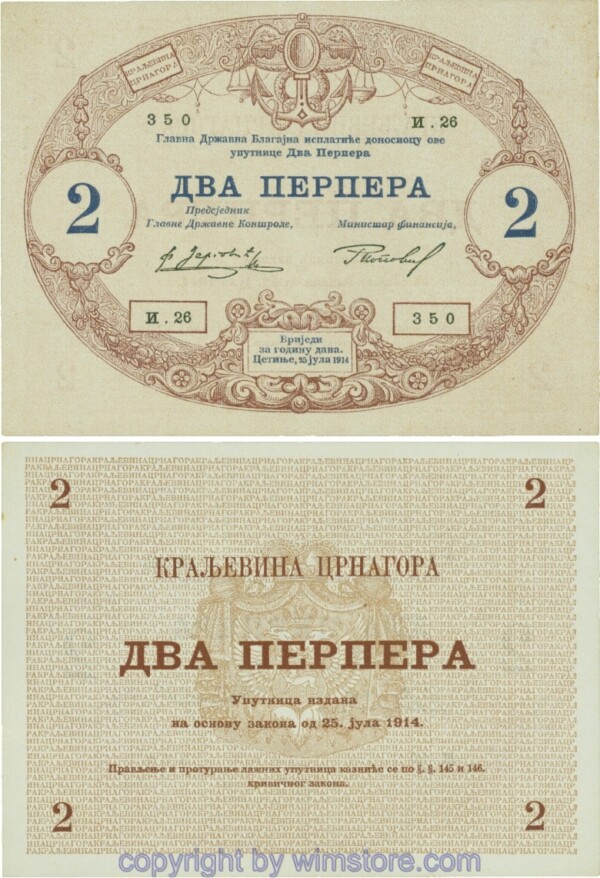 КРАЉЕВИНА ЦРНАГОРА
КРАЉЕВИНА ЦРНАГОРА
350 И.26
Главна Државна Благајна исплатиће доносиоцу ове
упутнице Два Перпера
2 ДВА ПЕРПЕРА 2
Предсједник
Главне Државне Контроле, Министар финансија,
И.26 350
Вриједи
за годину дана.
Цетиње, 25 јула 1914
2 2
КРАЉЕВИНА ЦРНАГОРА
ДВА ПЕРПЕРА
Упутница издана
на основу закона од 25. јула 1914.
Прављење и протурање лажних упутница казниће се по §. §. 145 и 146.
кривичног закона.
2 2
copyright by wimstore.com